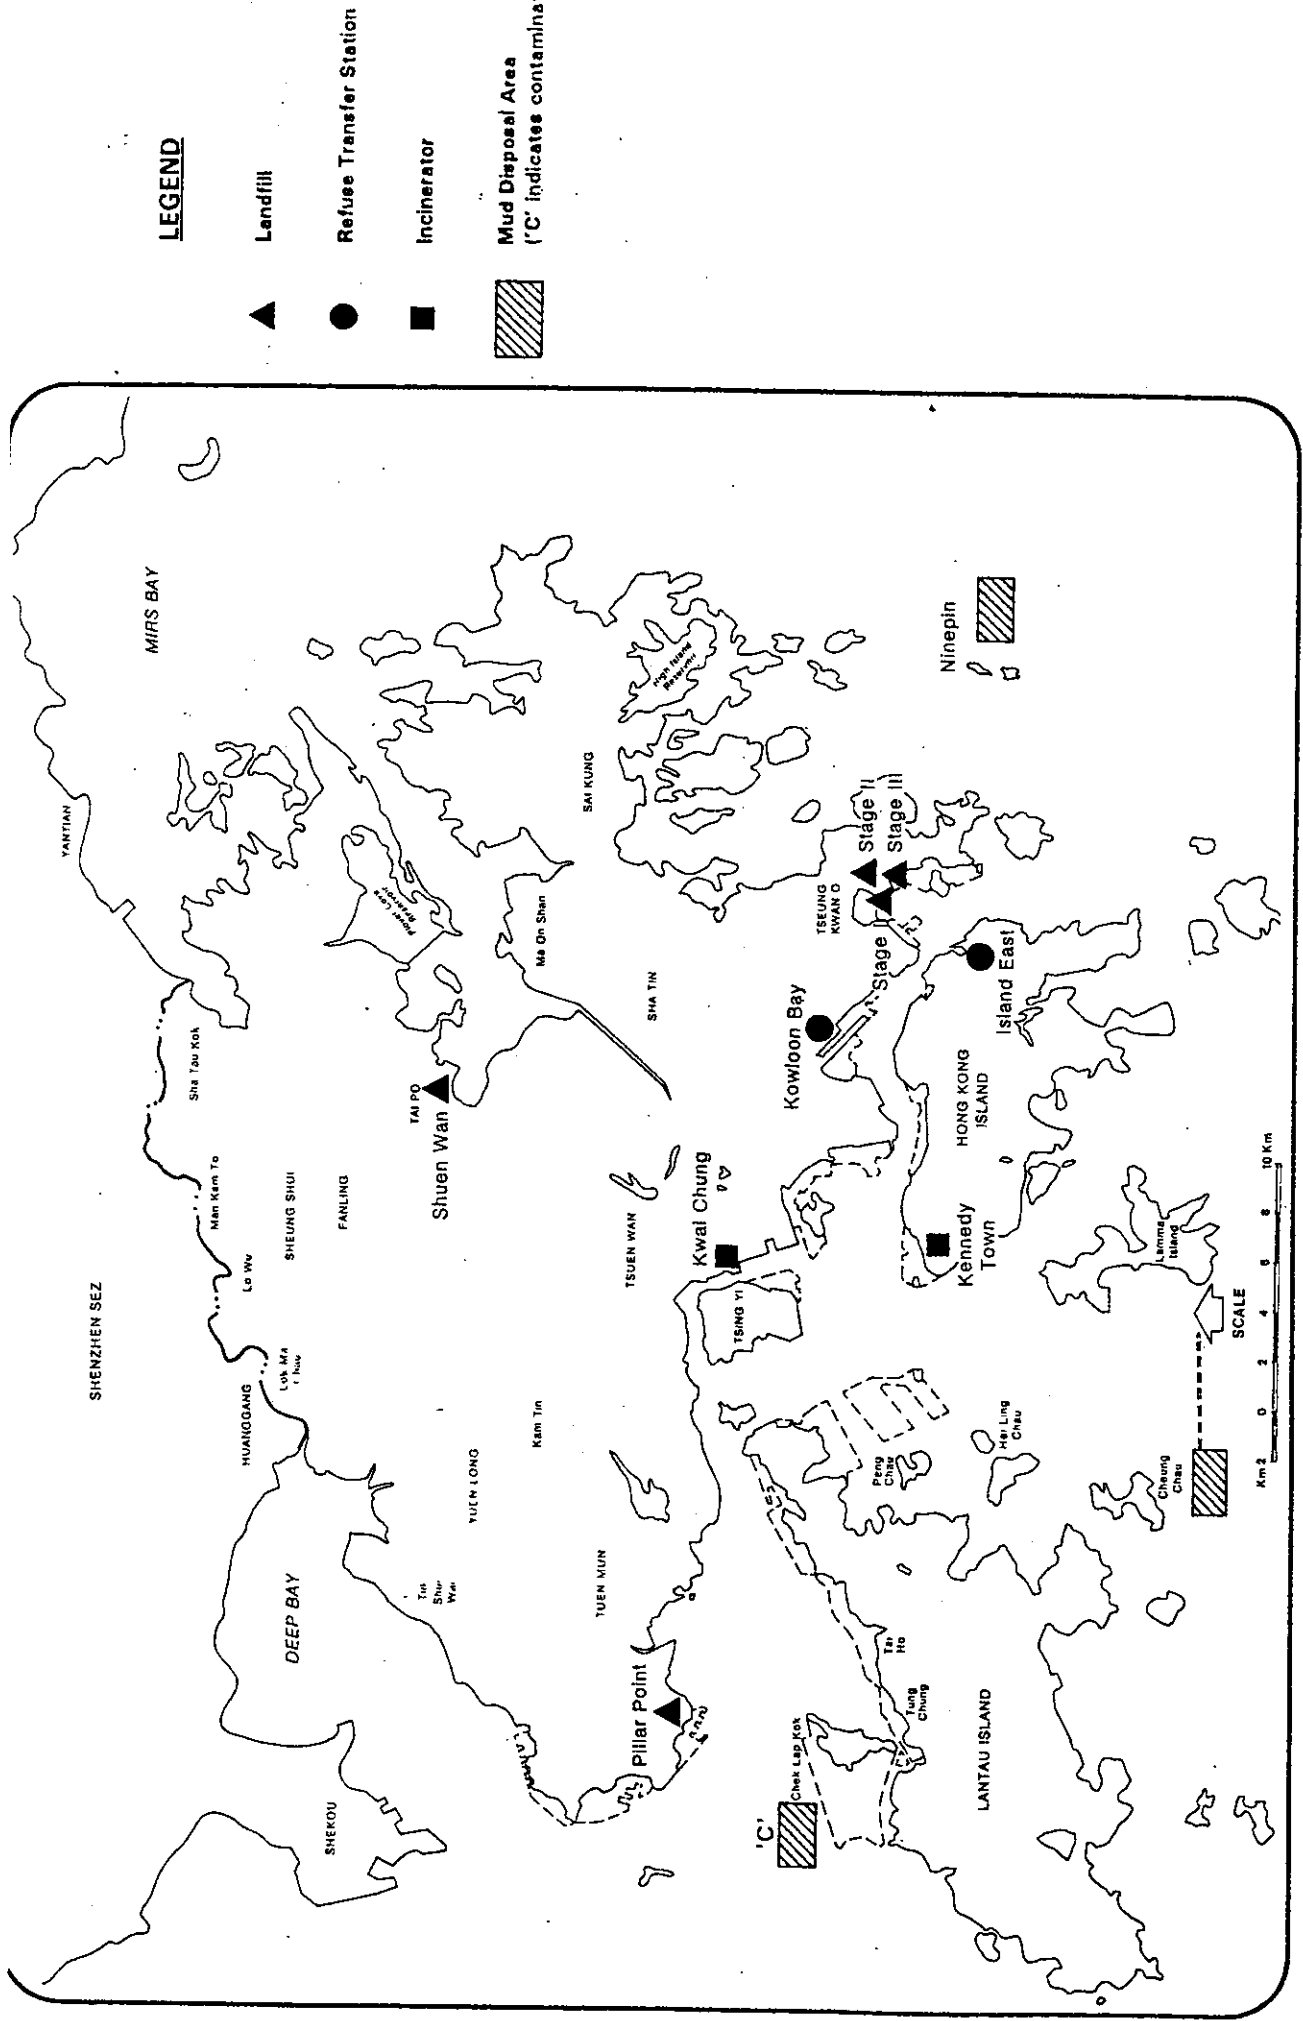 LEGEND
Landfill
Refuse Transfer Station
Incinerator
Mud Disposal Area
('C' indicates
SHENZHEN SEZ
YANTIAN
MIRS BAY
Sha Tau Kok
Man Kam To
Lo Wu
HUANGGANG
Lok Ma
SHEUNG SHUI
FANLING
DEEP BAY
SHEKOU
Plover Cove
Reservoir
TAI PO
Shuen Wan
YUEN LONG
Kam Tin
Ma On Shan
SAI KUNG
High Island
Reservoir
SHA TIN
TSUEN WAN
TUEN MUN
Pillar Point
Kwai Chung
TSING YI
Kowloon Bay
TSEUNG
KWAN O
Stage I
Stage II
Stage III
Ninepin
Island East
HONG KONG
ISLAND
Kennedy
Town
'C'
Chek Lap Kok
Tung
Chung
Tai
Ho
Peng
Chau
Hei Ling
Chau
Cheung
Chau
Lamma
Island
LANTAU ISLAND
SCALE
Km 2 0 2 4 6 8 10 Km